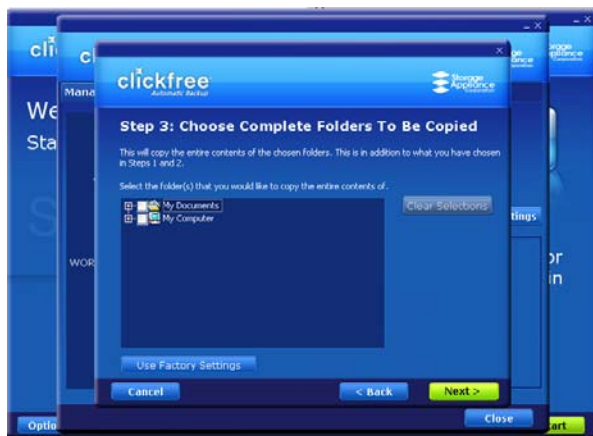 clickfree
Automatic Backup
Storage
Appliance
Corporation
Step 3: Choose Complete Folders To Be Copied
This will copy the entire contents of the chosen folders. This is in addition to what you have chosen
in Steps 1 and 2.
Select the folder(s) that you would like to copy the entire contents of.
My Documents
My Computer
Clear Selections
Use Factory Settings
Cancel
< Back
Next >
Close
cli
cl
Mana
We
Sta
WOR
tings
or
in
Optio
tart